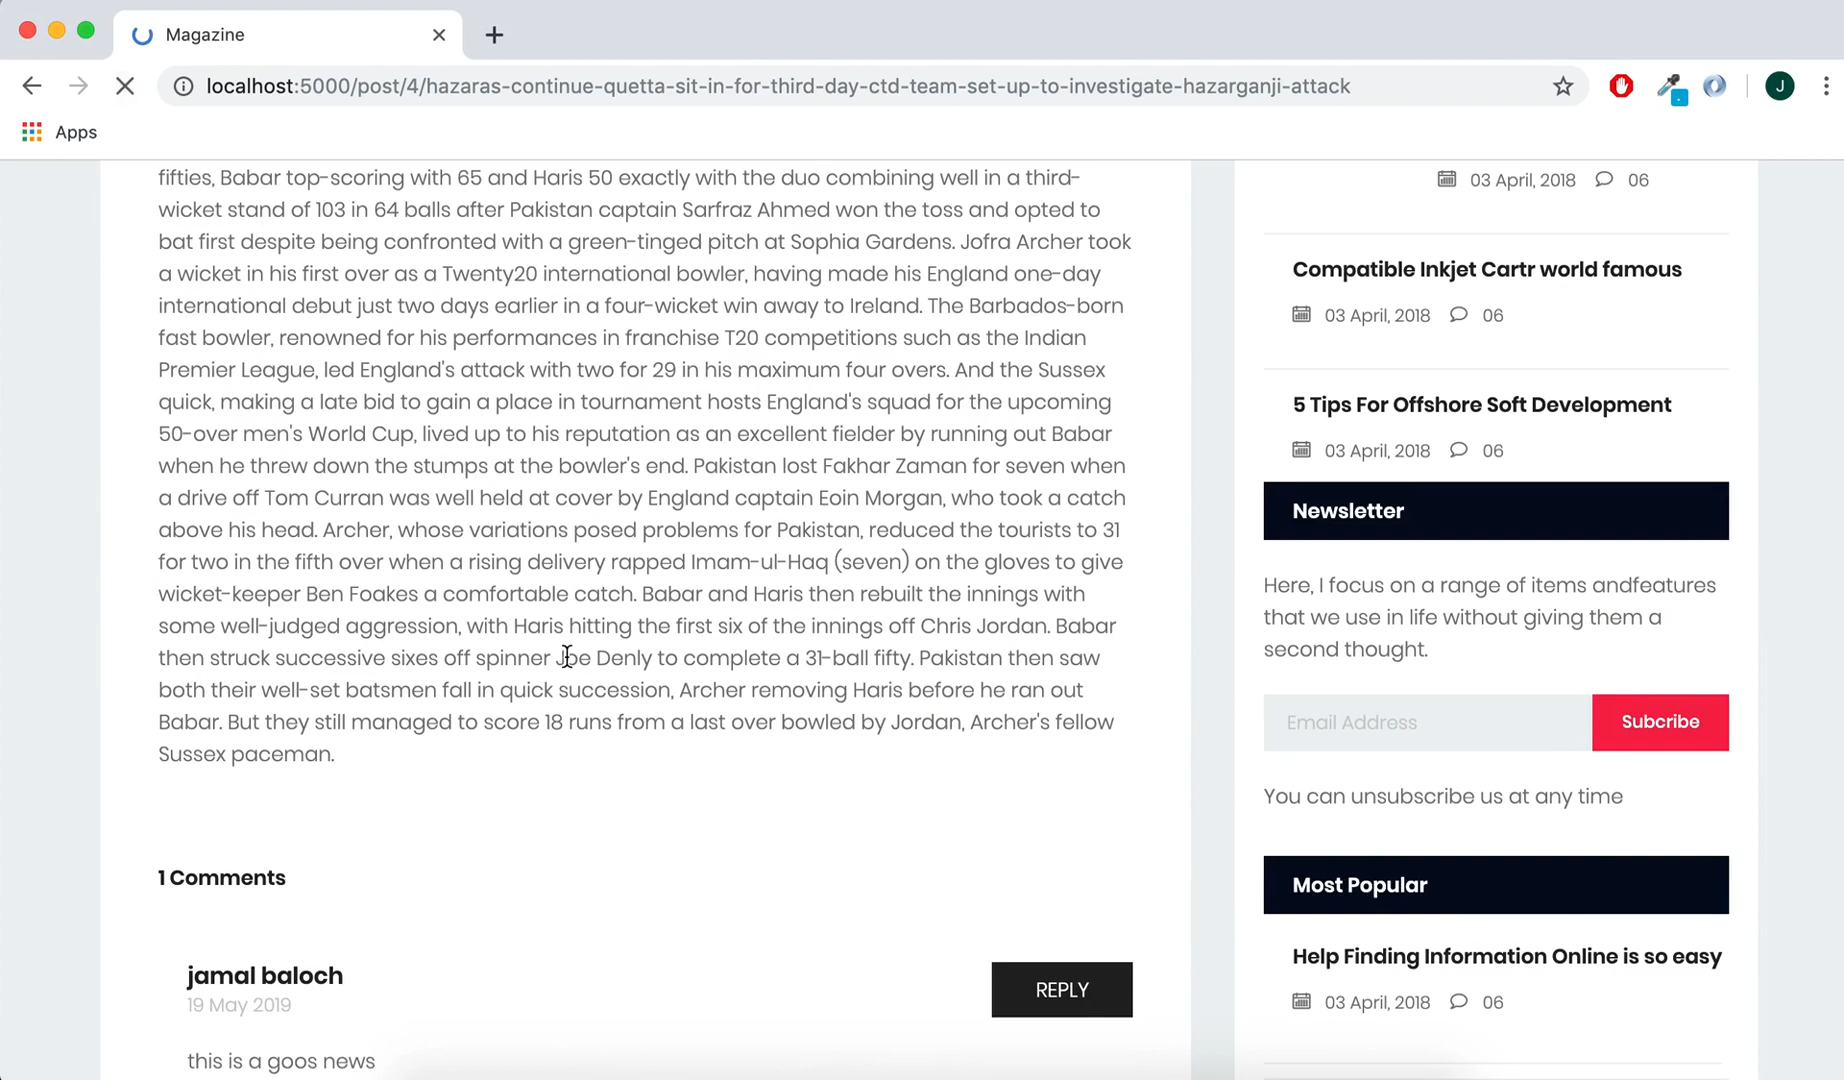 Magazine
localhost:5000/post/4/hazaras-continue-quetta-sit-in-for-third-day-ctd-team-set-up-to-investigate-hazarganji-attack
J
Apps
fifties, Babar top-scoring with 65 and Haris 50 exactly with the duo combining well in a third-
wicket stand of 103 in 64 balls after Pakistan captain Sarfraz Ahmed won the toss and opted to
bat first despite being confronted with a green-tinged pitch at Sophia Gardens. Jofra Archer took
a wicket in his first over as a Twenty20 international bowler, having made his England one-day
international debut just two days earlier in a four-wicket win away to Ireland. The Barbados-born
fast bowler, renowned for his performances in franchise T20 competitions such as the Indian
Premier League, led England's attack with two for 29 in his maximum four overs. And the Sussex
quick, making a late bid to gain a place in tournament hosts England's squad for the upcoming
50-over men's World Cup, lived up to his reputation as an excellent fielder by running out Babar
when he threw down the stumps at the bowler's end. Pakistan lost Fakhar Zaman for seven when
a drive off Tom Curran was well held at cover by England captain Eoin Morgan, who took a catch
above his head. Archer, whose variations posed problems for Pakistan, reduced the tourists to 31
for two in the fifth over when a rising delivery rapped Imam-ul-Haq (seven) on the gloves to give
wicket-keeper Ben Foakes a comfortable catch. Babar and Haris then rebuilt the innings with
some well-judged aggression, with Haris hitting the first six of the innings off Chris Jordan. Babar
then struck successive sixes off spinner Joe Denly to complete a 31-ball fifty. Pakistan then saw
both their well-set batsmen fall in quick succession, Archer removing Haris before he ran out
Babar. But they still managed to score 18 runs from a last over bowled by Jordan, Archer's fellow
Sussex paceman.
1 Comments
jamal baloch
19 May 2019
REPLY
this is a goos news
03 April, 2018 06
Compatible Inkjet Cartr world famous
03 April, 2018 06
5 Tips For Offshore Soft Development
03 April, 2018 06
Newsletter
Here, I focus on a range of items andfeatures
that we use in life without giving them a
second thought.
Email Address
Subcribe
You can unsubscribe us at any time
Most Popular
Help Finding Information Online is so easy
03 April, 2018 06